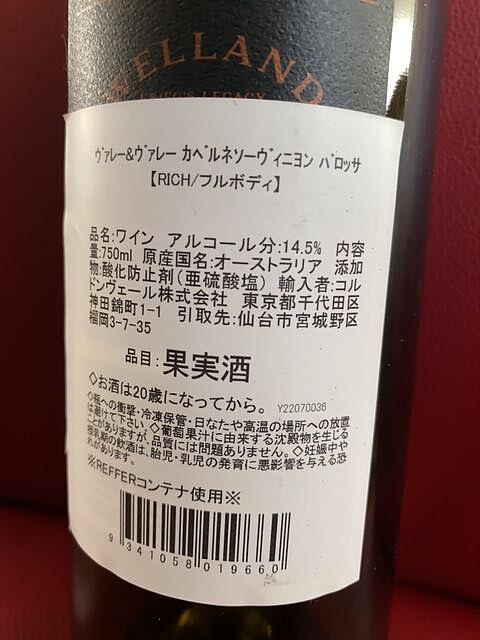 WELLAND
ヴァレー&ヴァレー カベルネソーヴィニヨン バロッサ
【RICH/フルボディ】
品名:ワイン アルコール分:14.5% 内容
量:750ml 原産国名:オーストラリア 添加
物:酸化防止剤(亜硫酸塩) 輸入者:コル
ドンヴェール株式会社 東京都千代田区
神田錦町1-1 引取先:仙台市宮城野区
榴岡3-7-35
品目:果実酒
◇お酒は20歳になってから。 Y22070036
◇瓶への衝撃・冷凍保管・日なたや高温の場所への放置
は避けて下さい。◇葡萄果汁に由来する沈殿物を生じる
ことがありますが、品質には問題ありません。◇妊娠中や
授乳期の飲酒は、胎児・乳児の発育に悪影響を与える恐
れがあります。
※REFFERコンテナ使用※
9 341058 019660